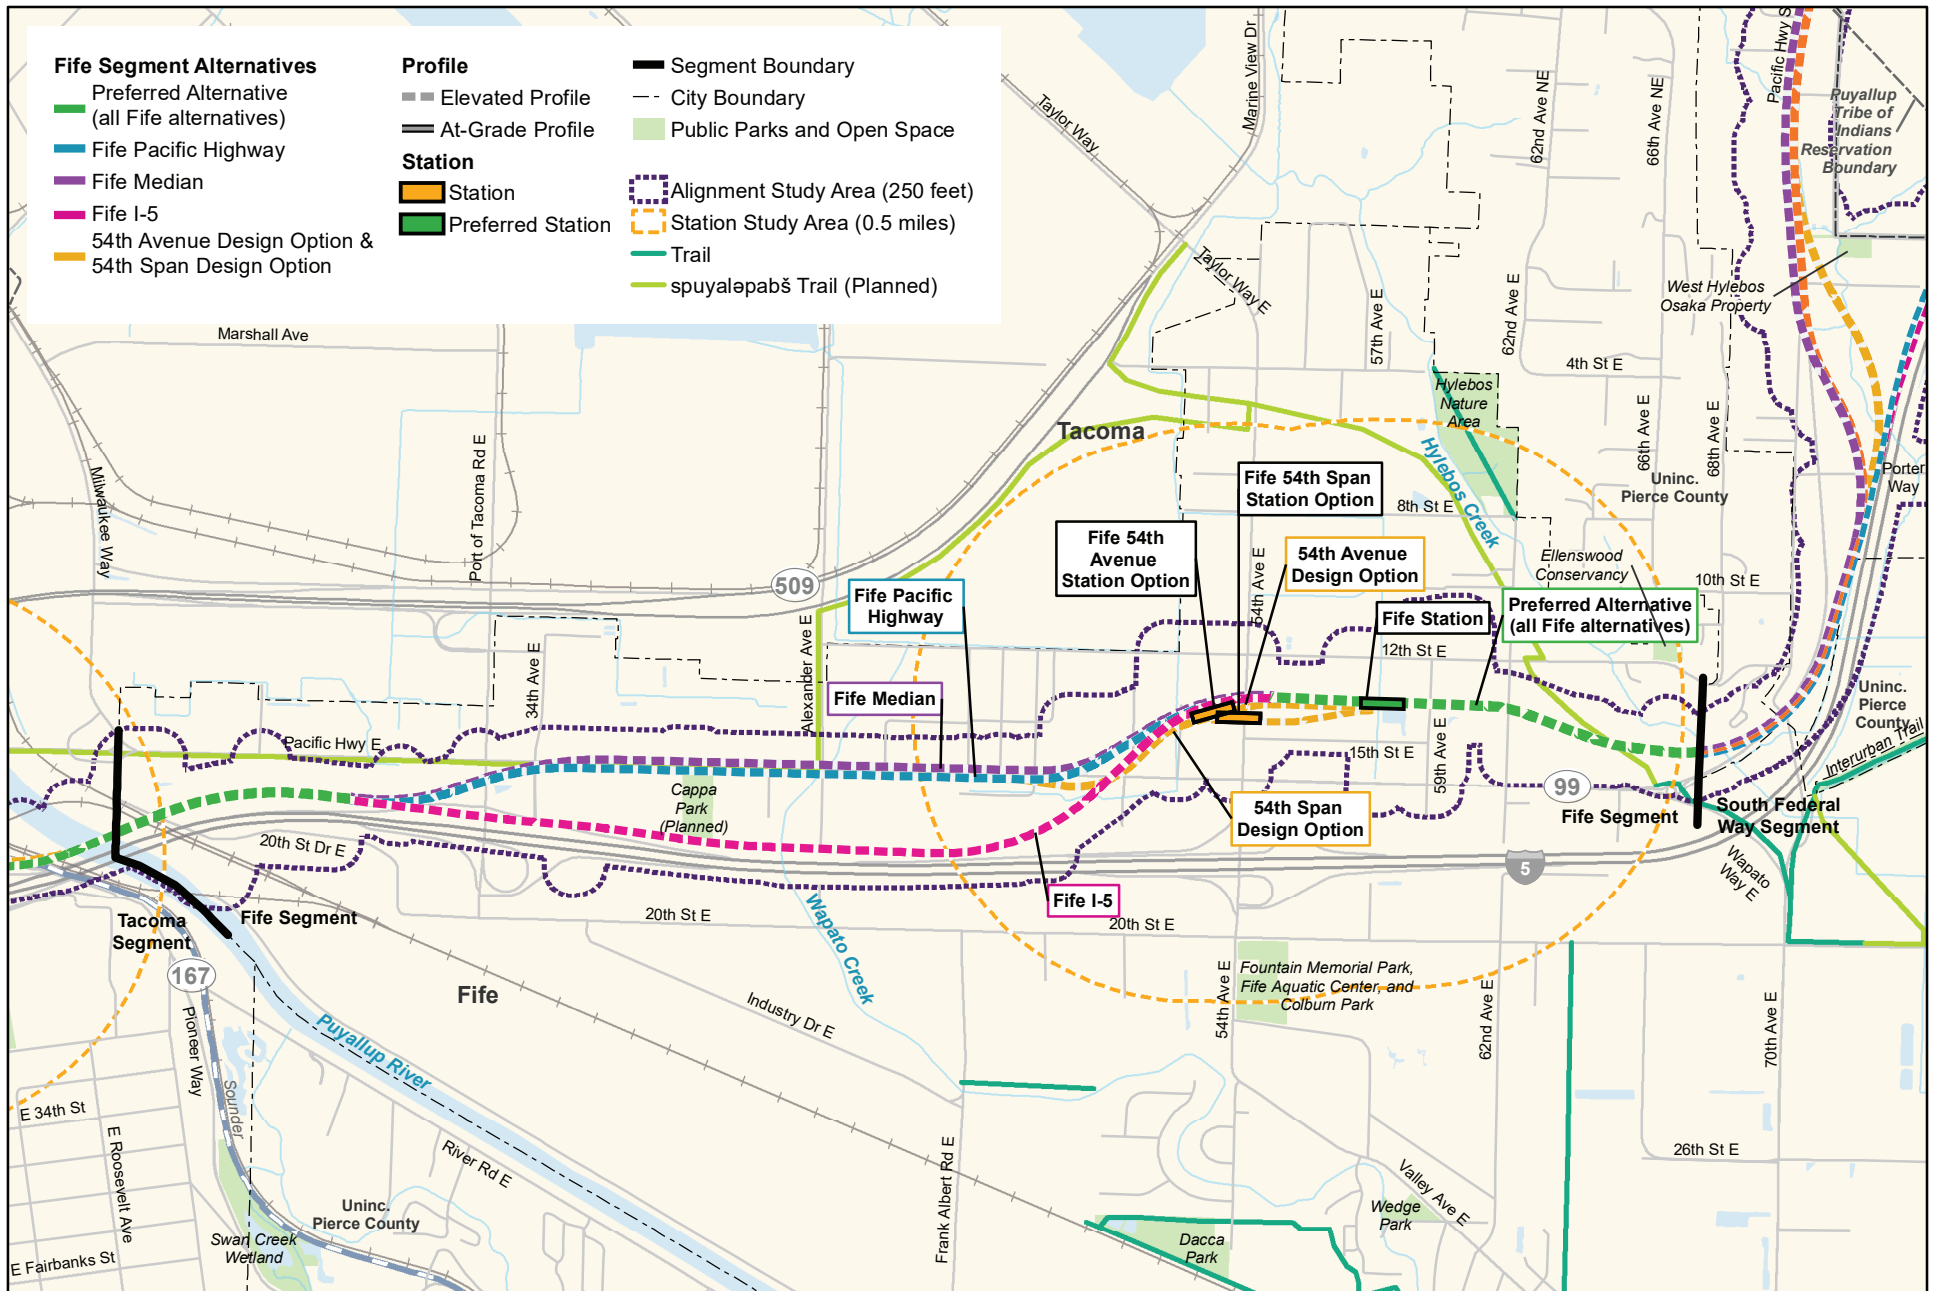 Fife Segment Alternatives
Preferred Alternative
(all Fife alternatives)
Fife Pacific Highway
Fife Median
Fife I-5
54th Avenue Design Option &
54th Span Design Option
Profile
Elevated Profile
At-Grade Profile
Station
Station
Preferred Station
Segment Boundary
City Boundary
Public Parks and Open Space
Alignment Study Area (250 feet)
Station Study Area (0.5 miles)
Trail
spuyaləpabš Trail (Planned)
Taylor Way
Marine View Dr
62nd Ave NE
66th Ave NE
Pacific Hwy S
Puyallup
Tribe of
Indians
Reservation
Boundary
Taylor Way E
57th Ave E
62nd Ave E
West Hylebos
Osaka Property
Marshall Ave
4th St E
Hylebos
Nature
Area
66th Ave E
68th Ave E
Tacoma
Milwaukee Way
Port of Tacoma Rd E
Hylebos Creek
Uninc.
Pierce County
Porter
Way
Fife 54th Span
Station Option
8th St E
Fife 54th
Avenue
Station Option
54th Ave E
54th Avenue
Design Option
Ellenswood
Conservancy
10th St E
509
Fife Pacific
Highway
Fife Station
Preferred Alternative
(all Fife alternatives)
Alexander Ave E
34th Ave E
12th St E
Fife Median
Uninc.
Pierce
County
Interurban Trail
Pacific Hwy E
15th St E
59th Ave E
99
Cappa
Park
(Planned)
54th Span
Design Option
Fife Segment
South Federal
Way Segment
20th St Dr E
5
Wapato
Way E
Fife I-5
Tacoma
Segment
Fife Segment
20th St E
20th St E
Wapato Creek
167
Fife
Fountain Memorial Park,
Fife Aquatic Center, and
Colburn Park
54th Ave E
62nd Ave E
70th Ave E
Industry Dr E
Puyallup River
Pioneer Way
Sounder
E 34th St
E Roosevelt Ave
River Rd E
Frank Albert Rd E
26th St E
Valley Ave E
Wedge
Park
Uninc.
Pierce County
Swan Creek
Wetland
Dacca
Park
E Fairbanks St